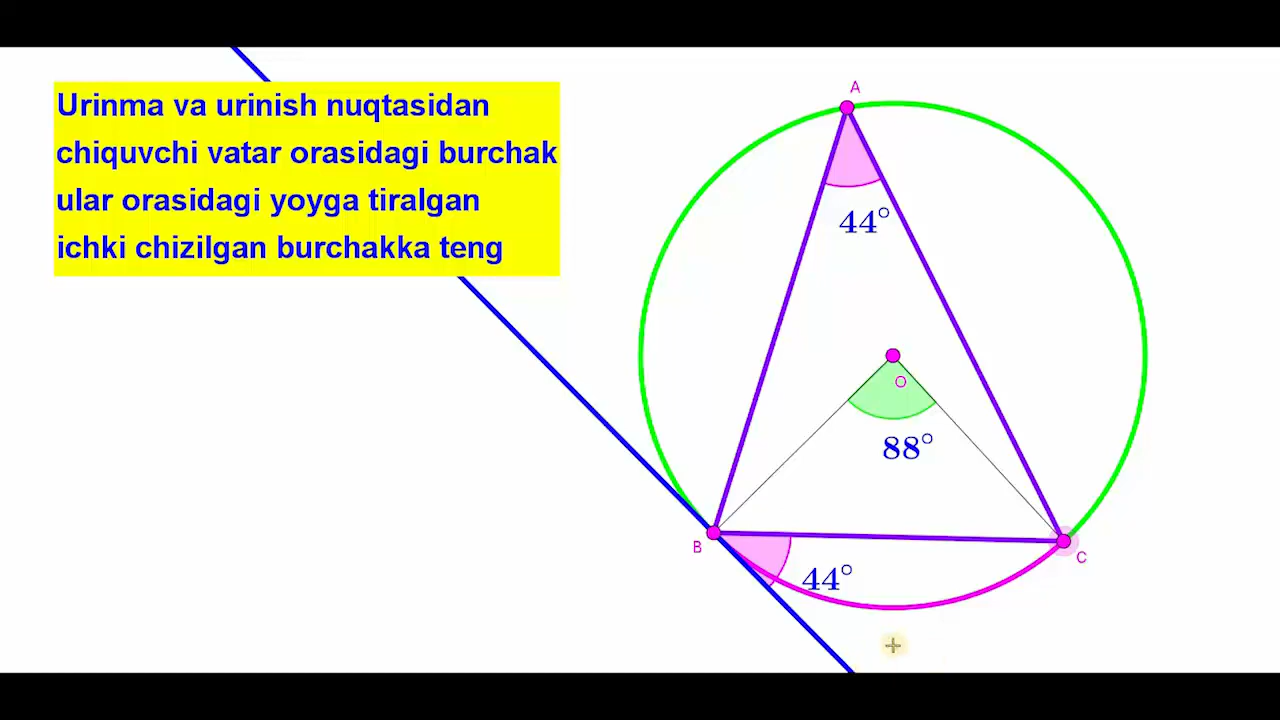 Urinma va urinish nuqtasidan
chiquvchi vatar orasidagi burchak
ular orasidagi yoyga tiralgan
ichki chizilgan burchakka teng
A
44°
O
88°
B
C
44°